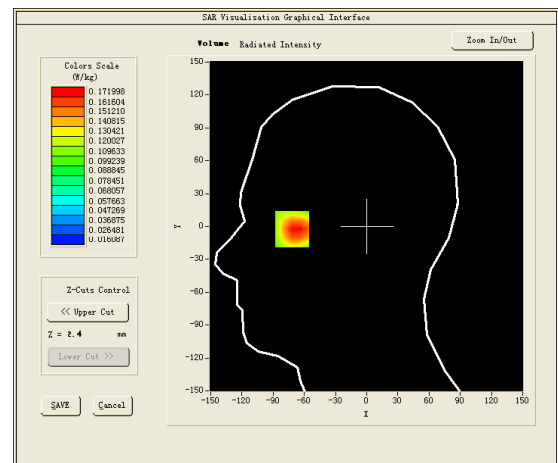 SAR Visualisation Graphical Interface
Volume Radiated Intensity
Zoom In/Out
Colors Scale
(W/kg)
0.171998
0.161604
0.151210
0.140815
0.130421
0.120027
0.109633
0.099239
0.088845
0.078451
0.068057
0.057663
0.047269
0.036875
0.026481
0.016087
Z-Cuts Control
<< Upper Cut
Z = 2.4 mm
Lower Cut >>
SAVE
Cancel
150
120
90
60
30
0
-30
-60
-90
-120
-150
Y
-150 -120 -90 -60 -30 0 30 60 90 120 150
X